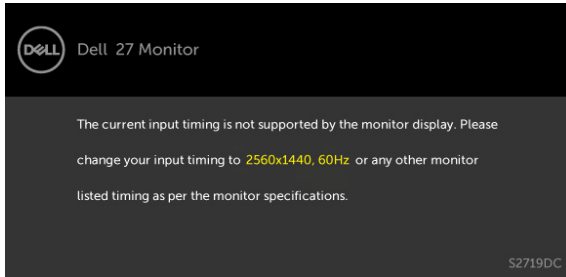 DELL Dell 27 Monitor
The current input timing is not supported by the monitor display. Please
change your input timing to 2560x1440, 60Hz or any other monitor
listed timing as per the monitor specifications.
S2719DC